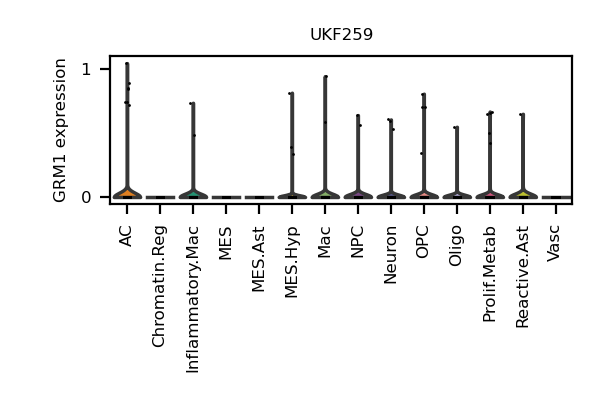 UKF259
GRM1 expression
1
0
AC
Chromatin.Reg
Inflammatory.Mac
MES
MES.Ast
MES.Hyp
Mac
NPC
Neuron
OPC
Oligo
Prolif.Metab
Reactive.Ast
Vasc